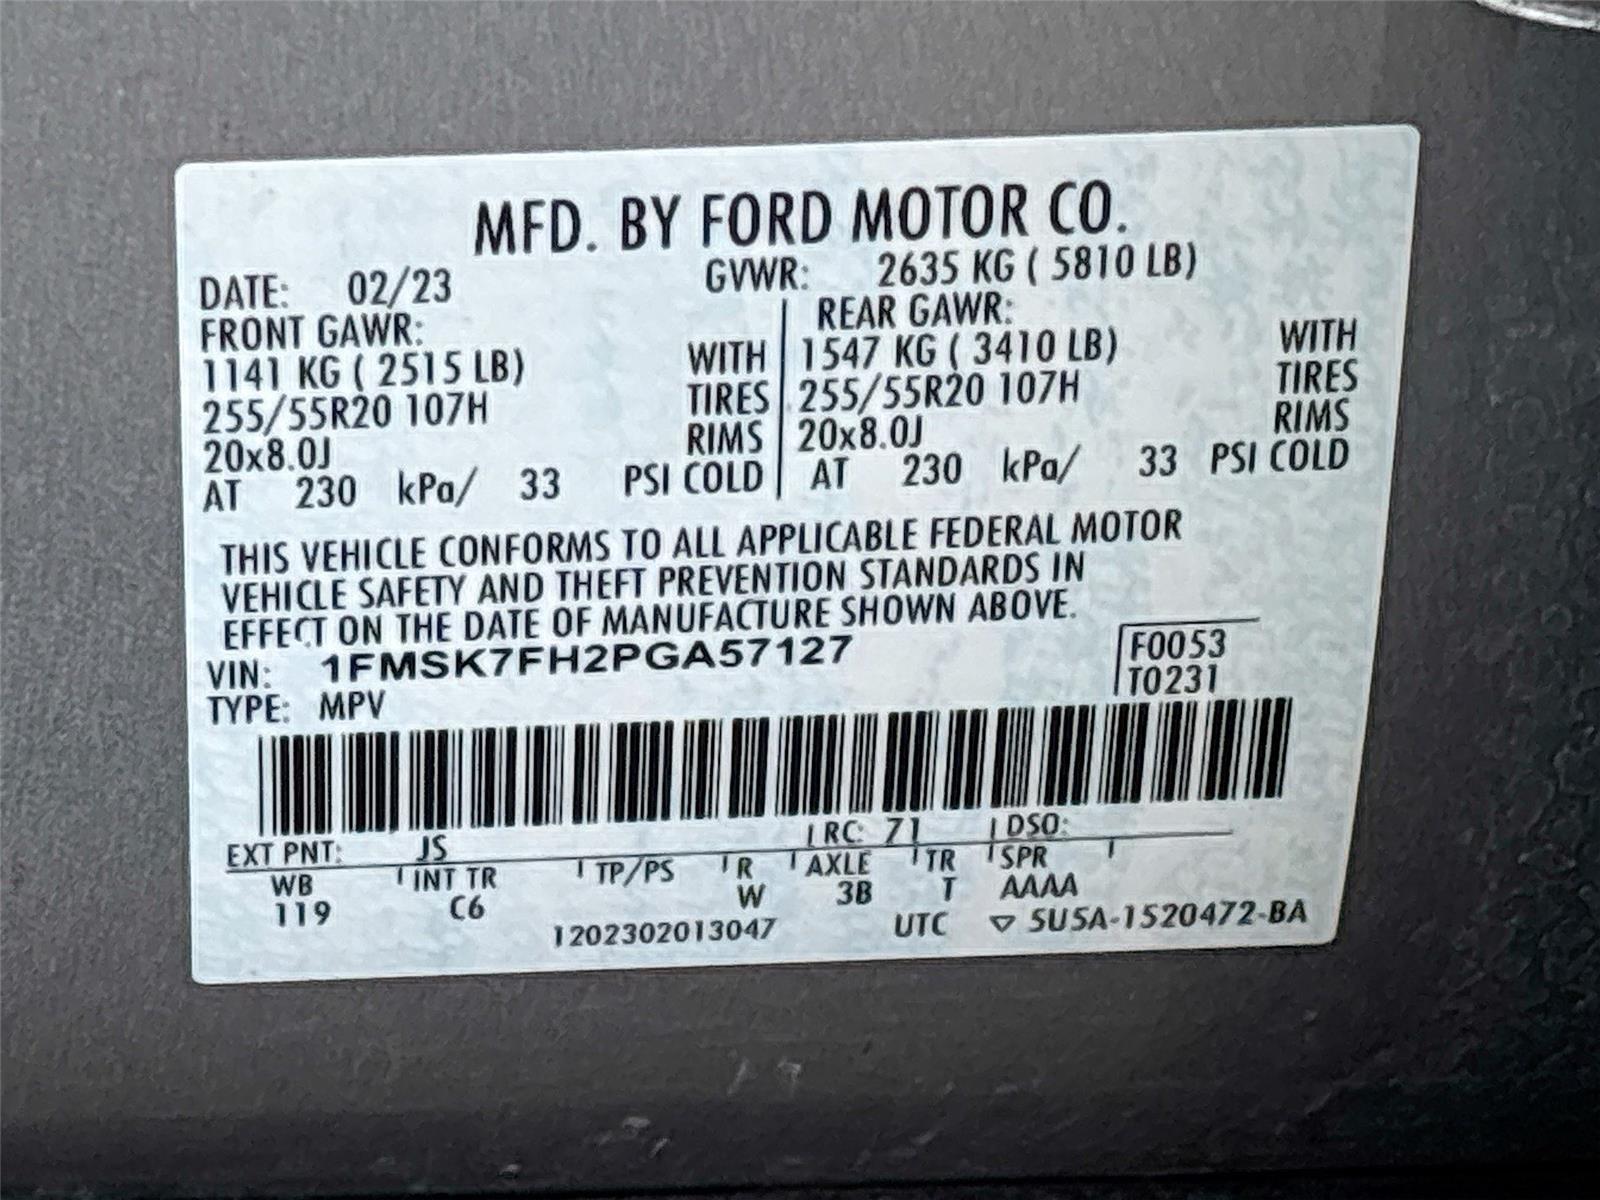 MFD. BY FORD MOTOR CO.
DATE: 02/23 GVWR: 2635 KG ( 5810 LB)
FRONT GAWR: REAR GAWR:
1141 KG ( 2515 LB) WITH 1547 KG ( 3410 LB) WITH
255/55R20 107H TIRES 255/55R20 107H TIRES
20x8.0J RIMS 20x8.0J RIMS
AT 230 kPa/ 33 PSI COLD AT 230 kPa/ 33 PSI COLD
THIS VEHICLE CONFORMS TO ALL APPLICABLE FEDERAL MOTOR
VEHICLE SAFETY AND THEFT PREVENTION STANDARDS IN
EFFECT ON THE DATE OF MANUFACTURE SHOWN ABOVE.
VIN: 1FMSK7FH2PGA57127 F0053
TYPE: MPV T0231
EXT PNT: JS RC: 71 DSO:
WB INT TR TP/PS R AXLE TR SPR
119 C6 W 3B T AAAA
1202302013047 UTC ▽ 5U5A-1520472-BA